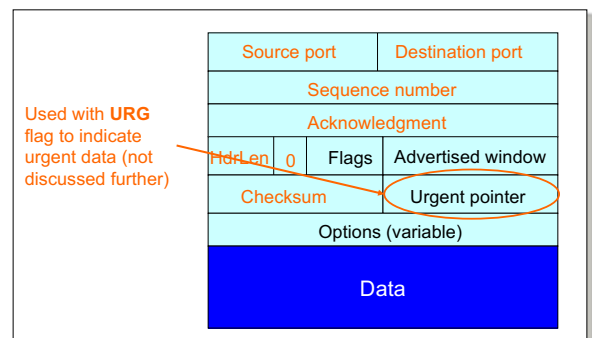 Source port Destination port
Sequence number
Acknowledgment
Used with URG
flag to indicate
urgent data (not
discussed further)
HdrLen 0 Flags Advertised window
Checksum Urgent pointer
Options (variable)
Data